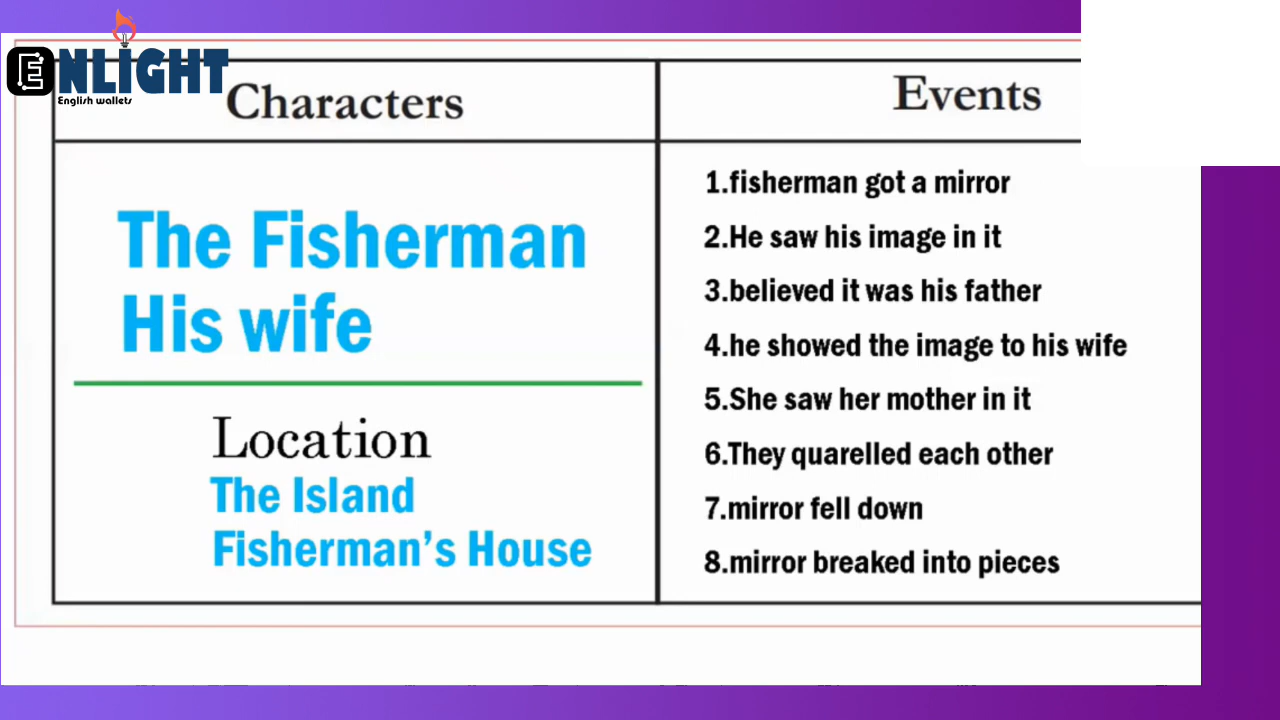 ENLIGHT
English wallets
Characters
The Fisherman
His wife
Location
The Island
Fisherman's House
Events
1.fisherman got a mirror
2.He saw his image in it
3.believed it was his father
4.he showed the image to his wife
5.She saw her mother in it
6.They quarelled each other
7.mirror fell down
8.mirror breaked into pieces